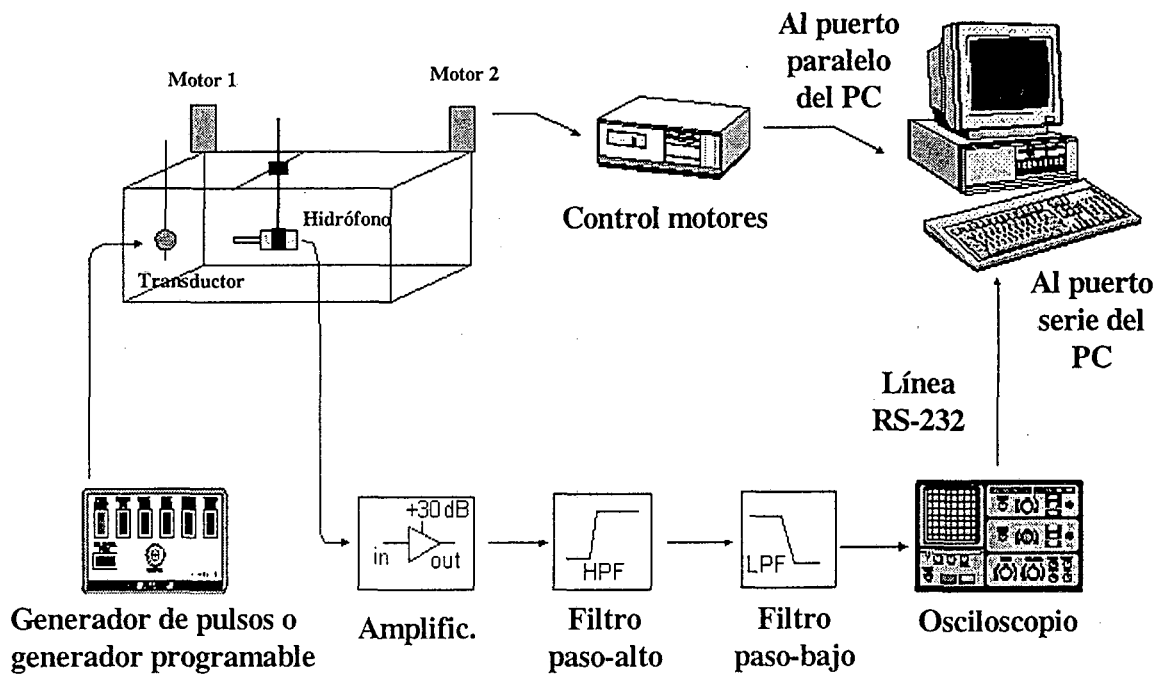 Al puerto
paralelo
del PC
Motor 1
Motor 2
Hidrófono
Transductor
Control motores
Al puerto
serie del
PC
Línea
RS-232
+30 dB
in
out
HPF
LPF
Generador de pulsos o
generador programable
Amplific.
Filtro
paso-alto
Filtro
paso-bajo
Osciloscopio